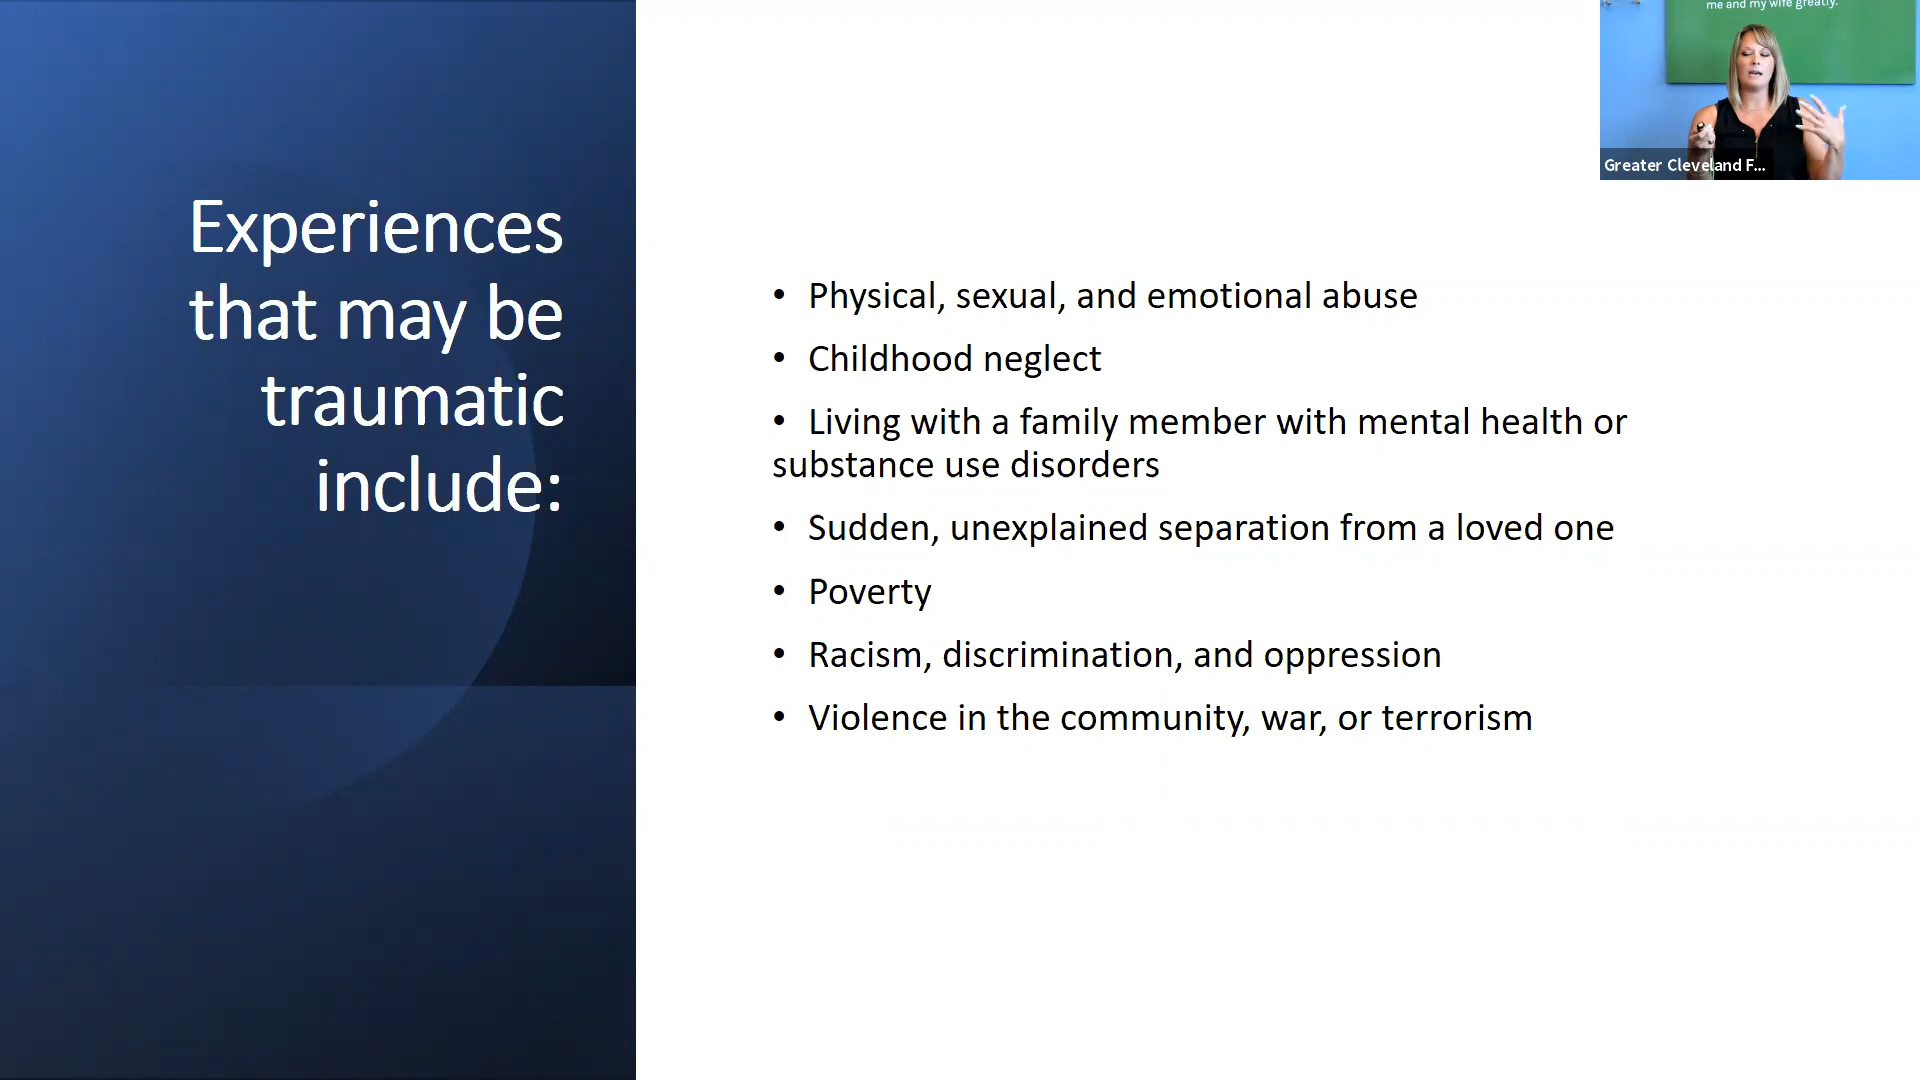 Experiences
that may be
traumatic
include:
• Physical, sexual, and emotional abuse
• Childhood neglect
• Living with a family member with mental health or
substance use disorders
• Sudden, unexplained separation from a loved one
• Poverty
• Racism, discrimination, and oppression
• Violence in the community, war, or terrorism
me and my wife greatly.
Greater Cleveland F...